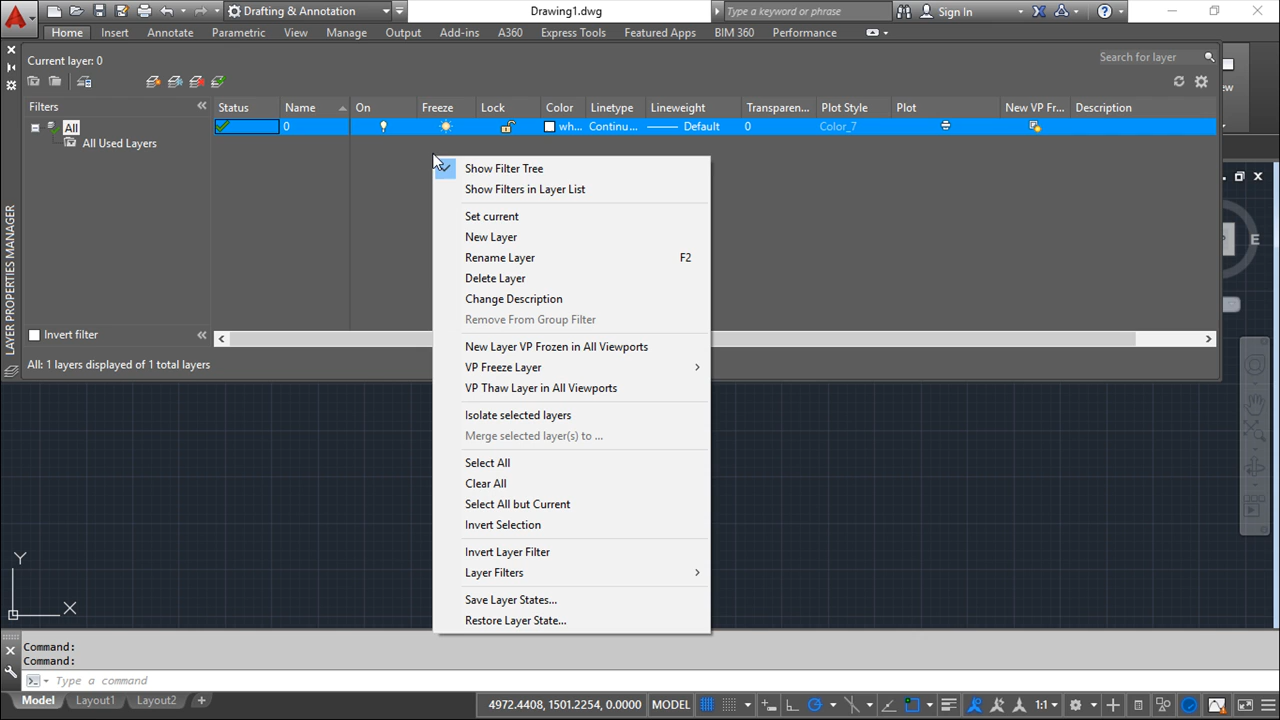 Drafting & Annotation
Drawing1.dwg
Type a keyword or phrase
Sign In
Home
Insert
Annotate
Parametric
View
Manage
Output
Add-ins
A360
Express Tools
Featured Apps
BIM 360
Performance
Current layer: 0
Search for layer
Filters
Status
Name
On
Freeze
Lock
Color
Linetype
Lineweight
Transparen...
Plot Style
Plot
New VP Fr...
Description
All
0
wh...
Continu...
Default
0
Color_7
All Used Layers
Show Filter Tree
Show Filters in Layer List
Set current
New Layer
Rename Layer F2
Delete Layer
Change Description
Remove From Group Filter
New Layer VP Frozen in All Viewports
VP Freeze Layer
VP Thaw Layer in All Viewports
Isolate selected layers
Merge selected layer(s) to ...
Select All
Clear All
Select All but Current
Invert Selection
Invert Layer Filter
Layer Filters
Save Layer States...
Restore Layer State...
E
Invert filter
All: 1 layers displayed of 1 total layers
LAYER PROPERTIES MANAGER
Y
X
Command:
Command:
Type a command
Model
Layout1
Layout2
4972.4408, 1501.2254, 0.0000
MODEL
1:1